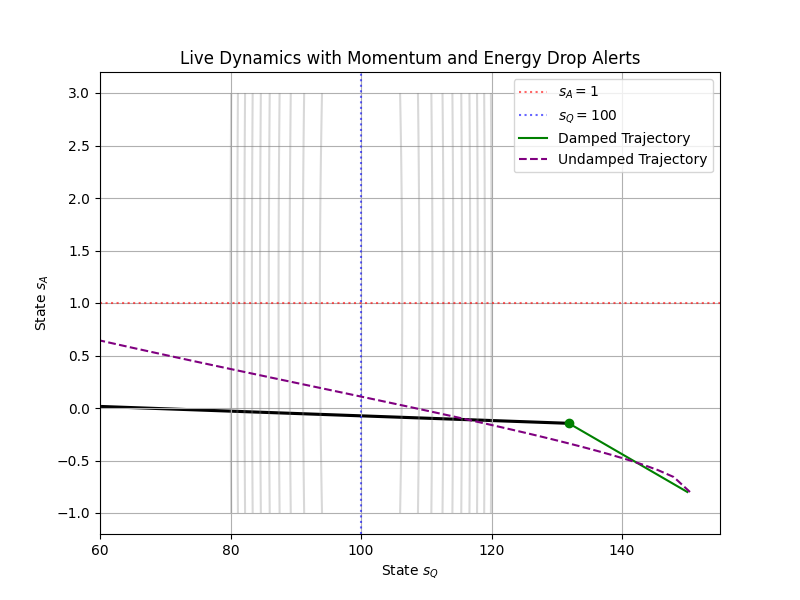 Live Dynamics with Momentum and Energy Drop Alerts
3.0
2.5
2.0
1.5
1.0
0.5
0.0
−0.5
−1.0
State $s_A$
60
80
100
120
140
State $s_Q$
$s_A = 1$
$s_Q = 100$
Damped Trajectory
Undamped Trajectory